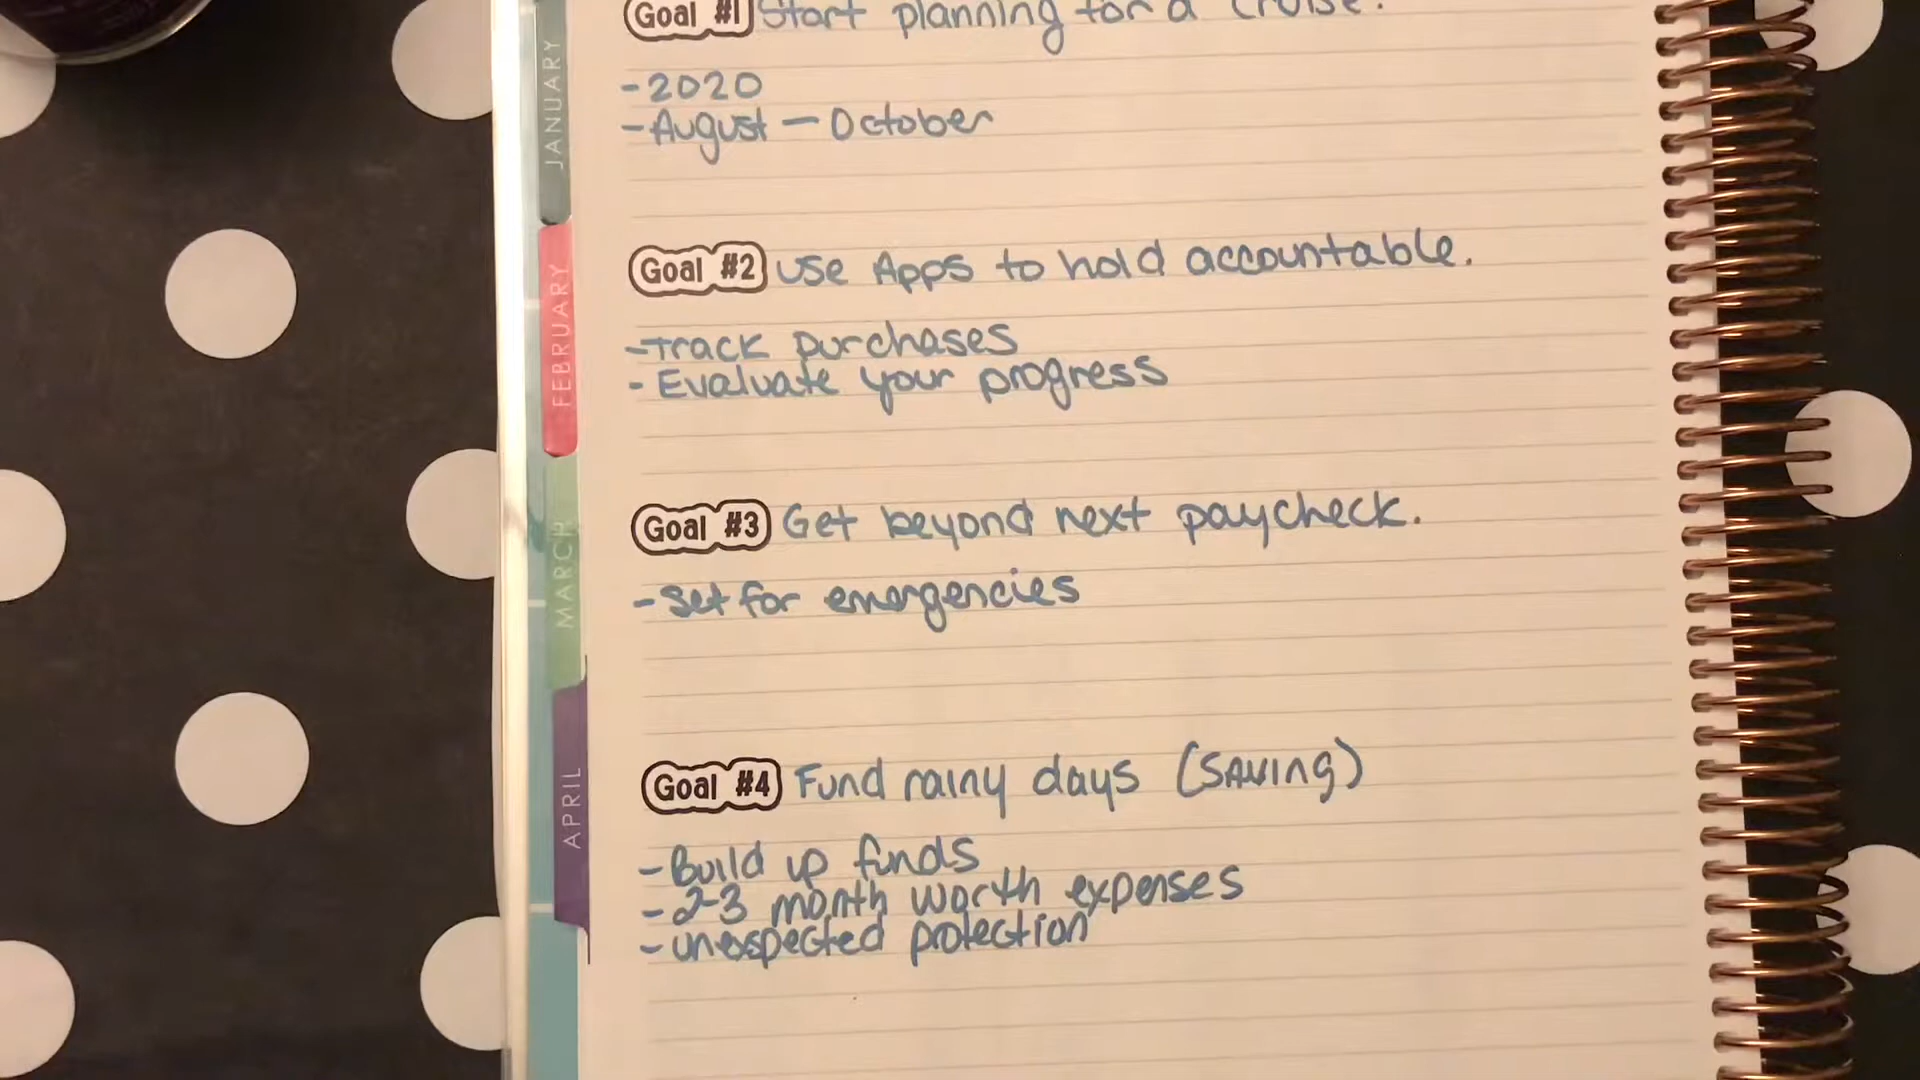 Goal #1 Start planning for a cruise.
-2020
-August - October
Goal #2 use Apps to hold accountable.
-Track purchases
-Evaluate your progress
Goal #3 Get beyond next paycheck.
-Set for emergencies
Goal #4 Fund rainy days (SAVING)
-Build up funds
-2-3 month worth expenses
-unexspected protection
JANUARY
FEBRUARY
MARCH
APRIL